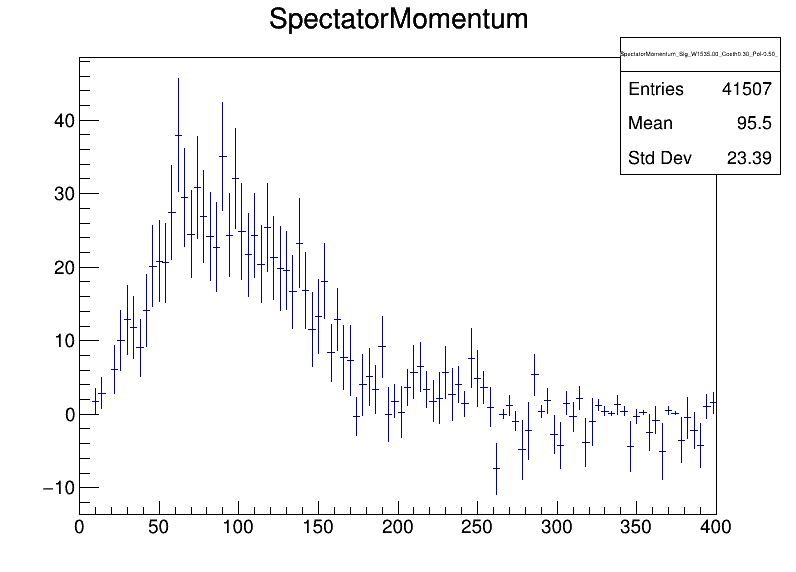 SpectatorMomentum
SpectatorMomentum_Sig_W1535.00_Costh0.30_Pol-0.50_
Entries 41507
Mean 95.5
Std Dev 23.39
40
30
20
10
0
−10
0 50 100 150 200 250 300 350 400